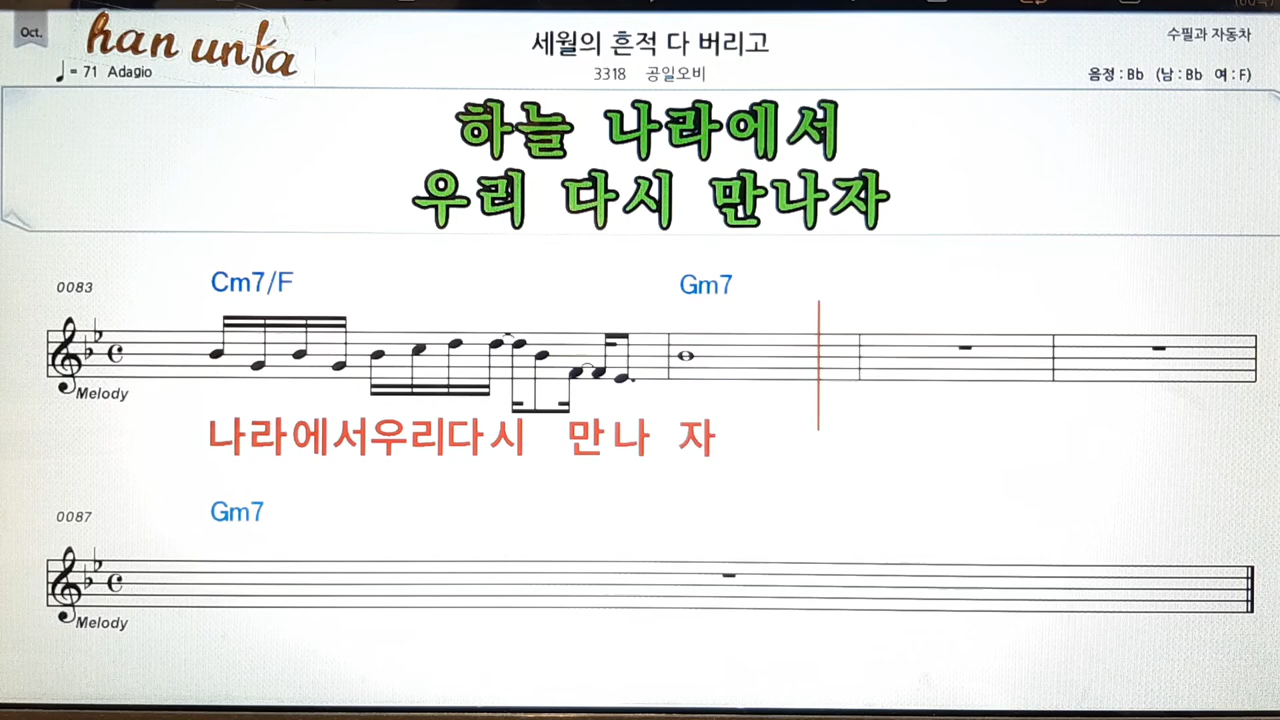 Oct.
han unfa
세월의 흔적 다 버리고
수필과 자동차
♩= 71 Adagio
3318 공일오비
음정 : Bb (남 : Bb 여 : F)
하늘 나라에서
우리 다시 만나자
0083
Cm7/F Gm7
Melody
나라에서우리다시 만나 자
0087
Gm7
Melody